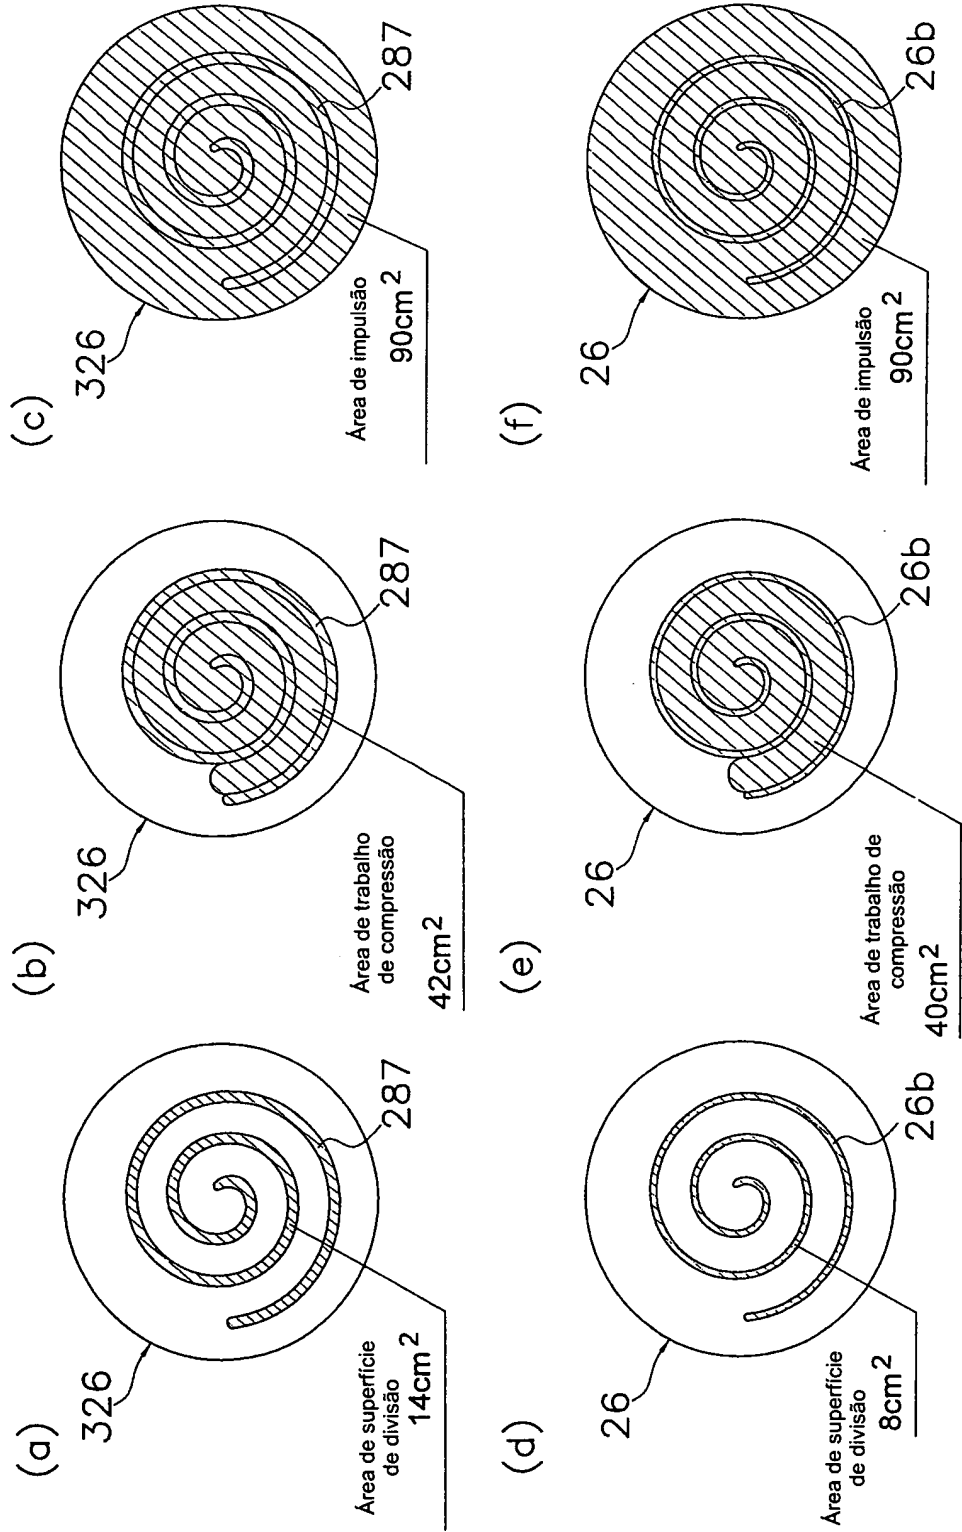 (a)
326
287
Área de superfície
de divisão
14cm²
(b)
326
287
Área de trabalho
de compressão
42cm²
(c)
326
287
Área de impulsão
90cm²
(d)
26
26b
Área de superfície
de divisão
8cm²
(e)
26
26b
Área de trabalho de
compressão
40cm²
(f)
26
26b
Área de impulsão
90cm²